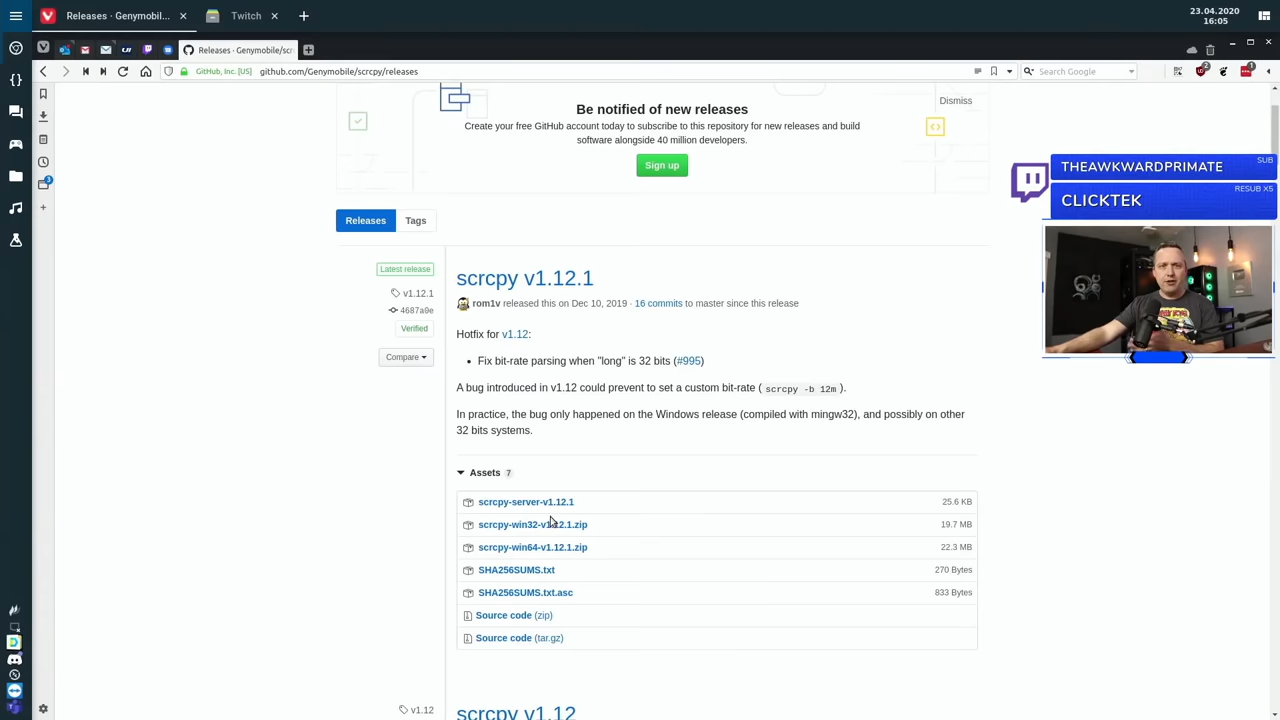 Releases · Genymobil...
Twitch
23.04.2020
16:05
Releases · Genymobile/scr
GitHub, Inc. [US]
github.com/Genymobile/scrcpy/releases
Search Google
2
1
3
Be notified of new releases
Dismiss
Create your free GitHub account today to subscribe to this repository for new releases and build
software alongside 40 million developers.
Sign up
THEAWKWARDPRIMATE
SUB
CLICKTEK
RESUB X5
Releases
Tags
Latest release
v1.12.1
4687a0e
Verified
Compare
scrcpy v1.12.1
rom1v released this on Dec 10, 2019 · 16 commits to master since this release
Hotfix for v1.12:
• Fix bit-rate parsing when "long" is 32 bits (#995)
A bug introduced in v1.12 could prevent to set a custom bit-rate ( scrcpy -b 12m ).
In practice, the bug only happened on the Windows release (compiled with mingw32), and possibly on other
32 bits systems.
Assets 7
scrcpy-server-v1.12.1 25.6 KB
scrcpy-win32-v1.12.1.zip 19.7 MB
scrcpy-win64-v1.12.1.zip 22.3 MB
SHA256SUMS.txt 270 Bytes
SHA256SUMS.txt.asc 833 Bytes
Source code (zip)
Source code (tar.gz)
v1.12
scrcpy v1.12